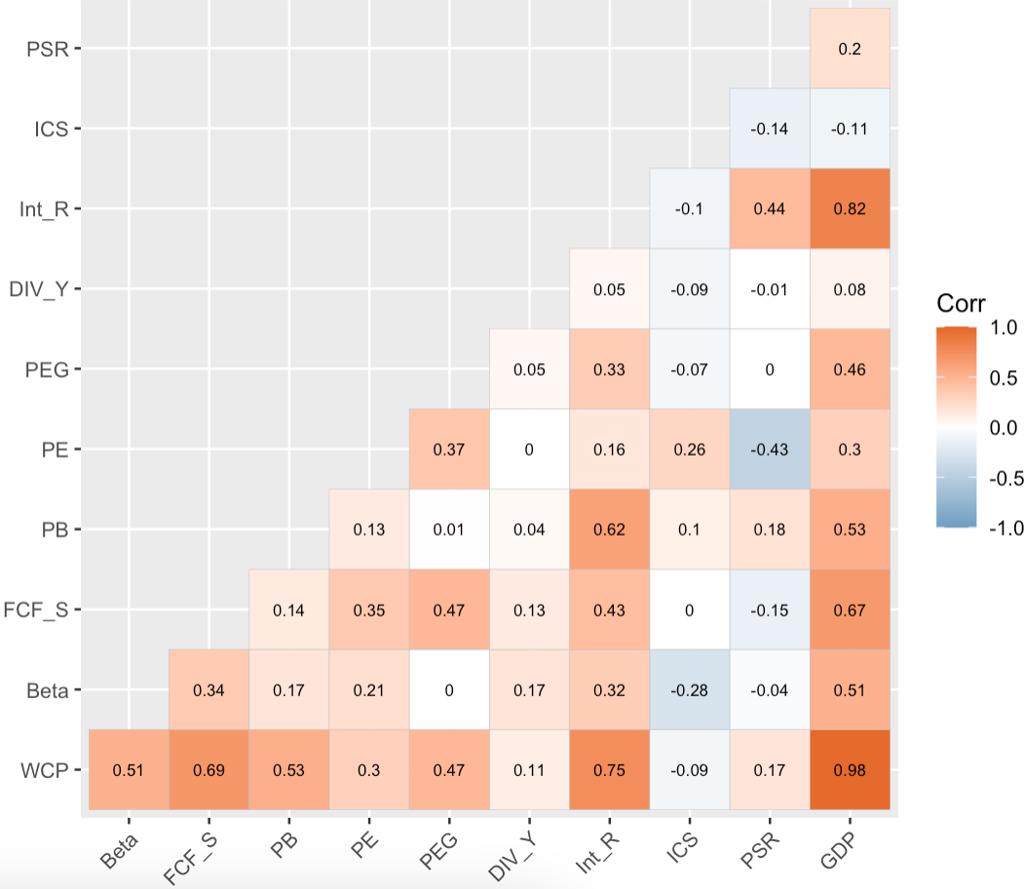 PSR 0.2
ICS -0.14 -0.11
Int_R -0.1 0.44 0.82
DIV_Y 0.05 -0.09 -0.01 0.08
Corr
PEG 0.05 0.33 -0.07 0 0.46
1.0
PE 0.37 0 0.16 0.26 -0.43 0.3
0.5
PB 0.13 0.01 0.04 0.62 0.1 0.18 0.53
0.0
FCF_S 0.14 0.35 0.47 0.13 0.43 0 -0.15 0.67
-0.5
Beta 0.34 0.17 0.21 0 0.17 0.32 -0.28 -0.04 0.51
-1.0
WCP 0.51 0.69 0.53 0.3 0.47 0.11 0.75 -0.09 0.17 0.98
Beta FCF_S PB PE PEG DIV_Y Int_R ICS PSR GDP